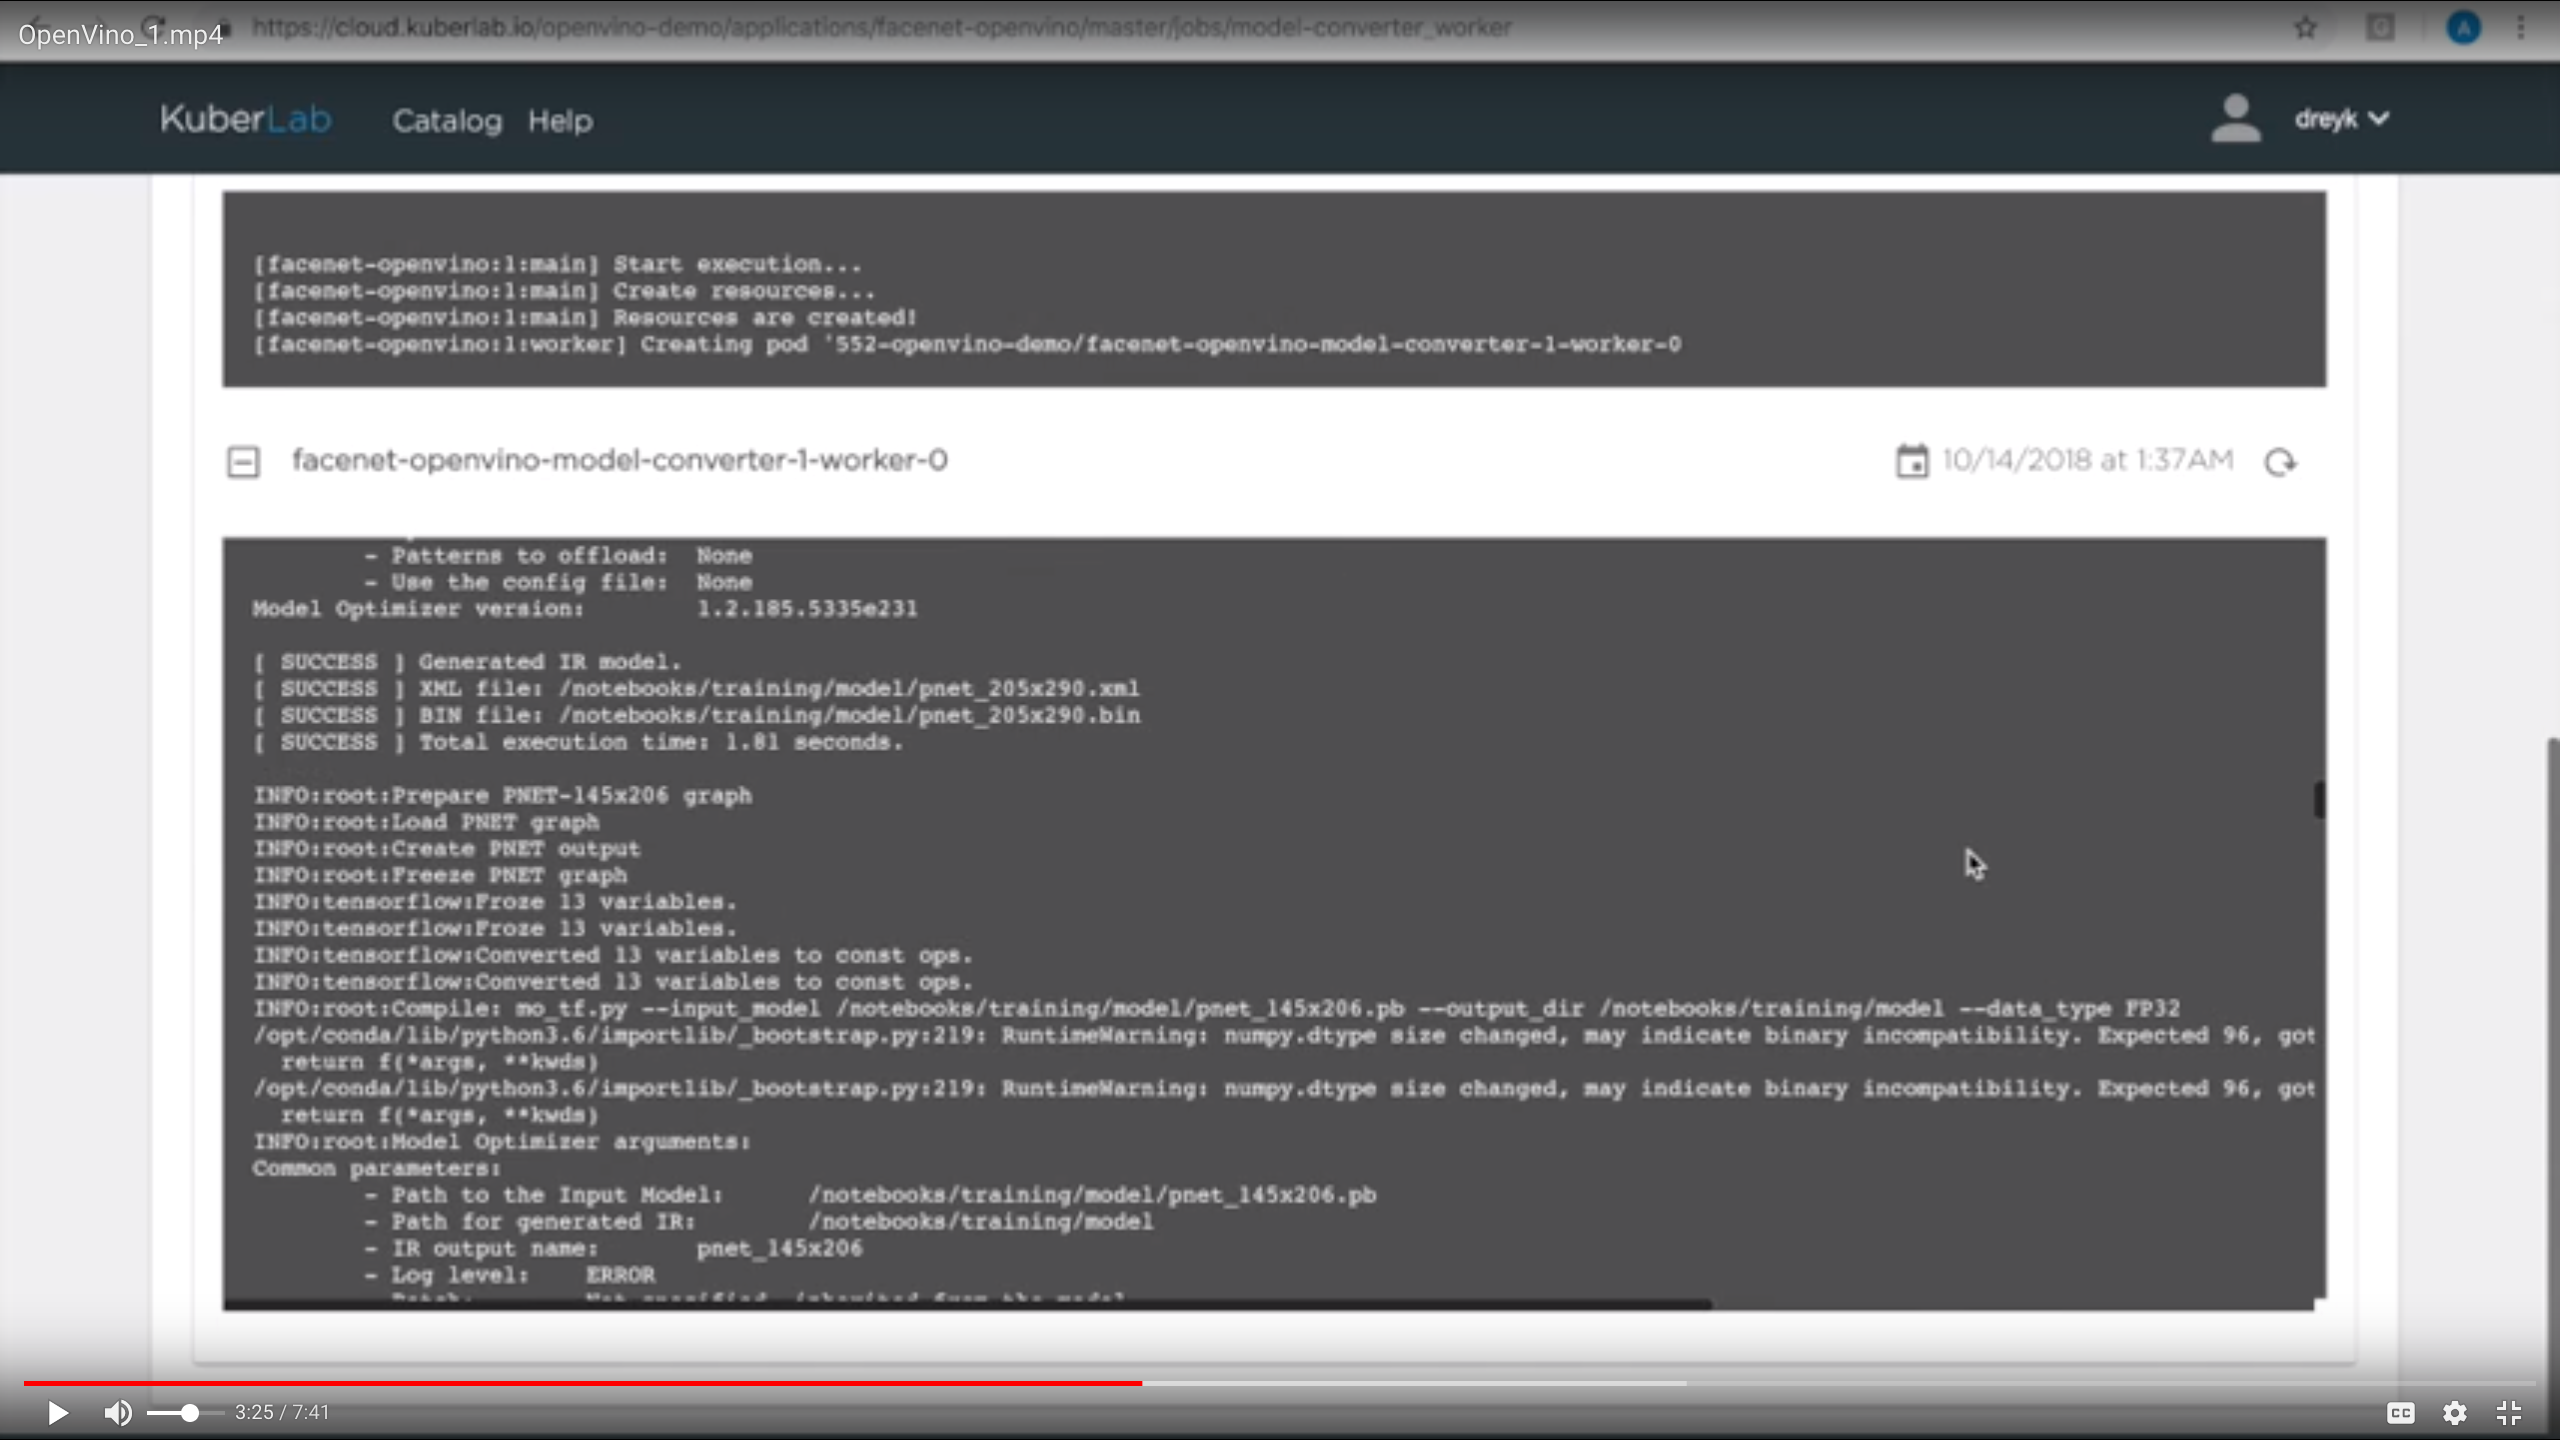 https://cloud.kuberlab.io/openvino-demo/applications/facenet-openvino/master/jobs/model-converter_worker
OpenVino_1.mp4
A
KuberLab
Catalog Help
dreyk
[facenet-openvino:1:main] Start execution...
[facenet-openvino:1:main] Create resources...
[facenet-openvino:1:main] Resources are created!
[facenet-openvino:1:worker] Creating pod '552-openvino-demo/facenet-openvino-model-converter-1-worker-0
facenet-openvino-model-converter-1-worker-0
10/14/2018 at 1:37AM
- Patterns to offload: None
- Use the config file: None
Model Optimizer version: 1.2.185.5335e231
[ SUCCESS ] Generated IR model.
[ SUCCESS ] XML file: /notebooks/training/model/pnet_205x290.xml
[ SUCCESS ] BIN file: /notebooks/training/model/pnet_205x290.bin
[ SUCCESS ] Total execution time: 1.81 seconds.
INFO:root:Prepare PNET-145x206 graph
INFO:root:Load PNET graph
INFO:root:Create PNET output
INFO:root:Freeze PNET graph
INFO:tensorflow:Froze 13 variables.
INFO:tensorflow:Froze 13 variables.
INFO:tensorflow:Converted 13 variables to const ops.
INFO:tensorflow:Converted 13 variables to const ops.
INFO:root:Compile: mo_tf.py --input_model /notebooks/training/model/pnet_145x206.pb --output_dir /notebooks/training/model --data_type FP32
/opt/conda/lib/python3.6/importlib/_bootstrap.py:219: RuntimeWarning: numpy.dtype size changed, may indicate binary incompatibility. Expected 96, got
return f(*args, **kwds)
/opt/conda/lib/python3.6/importlib/_bootstrap.py:219: RuntimeWarning: numpy.dtype size changed, may indicate binary incompatibility. Expected 96, got
return f(*args, **kwds)
INFO:root:Model Optimizer arguments:
Common parameters:
- Path to the Input Model: /notebooks/training/model/pnet_145x206.pb
- Path for generated IR: /notebooks/training/model
- IR output name: pnet_145x206
- Log level: ERROR
- Batch: Not specified, inherited from the model
3:25 / 7:41
CC